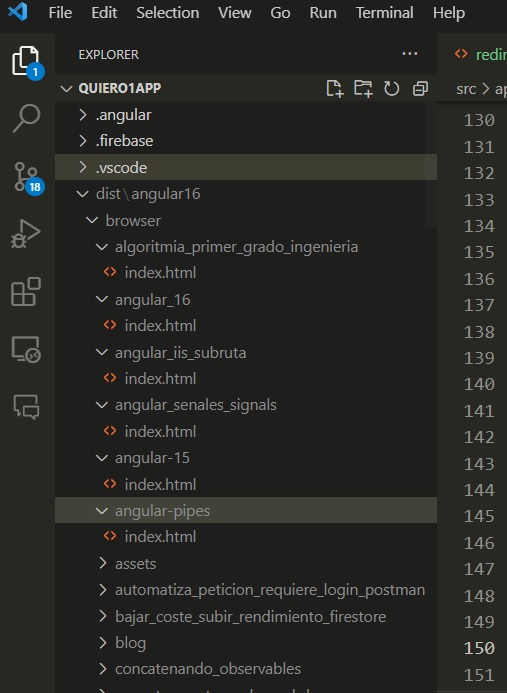 File Edit Selection View Go Run Terminal Help
EXPLORER
redir
QUIERO1APP
src
.angular
130
.firebase
131
.vscode
132
dist\angular16
133
browser
134
algoritmia_primer_grado_ingenieria
135
index.html
136
angular_16
137
index.html
138
angular_iis_subruta
139
index.html
140
angular_senales_signals
141
index.html
142
angular-15
143
index.html
144
angular-pipes
145
index.html
146
assets
147
automatiza_peticion_requiere_login_postman
148
bajar_coste_subir_rendimiento_firestore
149
blog
150
concatenando_observables
151
1
18